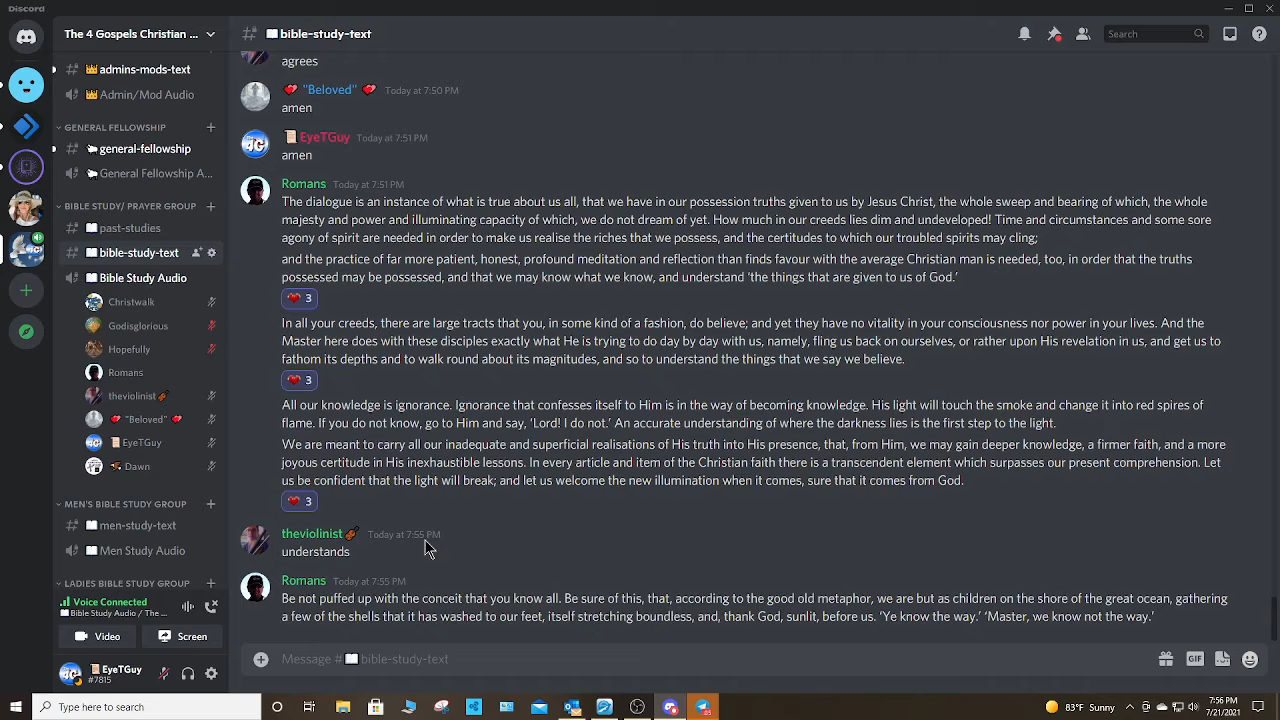 Discord
The 4 Gospels Christian ...
bible-study-text
Search
agrees
admins-mods-text
Admin/Mod Audio
"Beloved" Today at 7:50 PM
amen
GENERAL FELLOWSHIP
general-fellowship
General Fellowship A...
EyeTGuy Today at 7:51 PM
amen
BIBLE STUDY/ PRAYER GROUP
past-studies
bible-study-text
Bible Study Audio
Christwalk
Godisglorious
Hopefully
Romans
theviolinist
"Beloved"
EyeTGuy
Dawn
MEN'S BIBLE STUDY GROUP
men-study-text
Men Study Audio
LADIES BIBLE STUDY GROUP
Voice Connected
Bible Study Audio / The ...
Video
Screen
EyeTGuy
#7815
Romans Today at 7:51 PM
The dialogue is an instance of what is true about us all, that we have in our possession truths given to us by Jesus Christ, the whole sweep and bearing of which, the whole
majesty and power and illuminating capacity of which, we do not dream of yet. How much in our creeds lies dim and undeveloped! Time and circumstances and some sore
agony of spirit are needed in order to make us realise the riches that we possess, and the certitudes to which our troubled spirits may cling;
and the practice of far more patient, honest, profound meditation and reflection than finds favour with the average Christian man is needed, too, in order that the truths
possessed may be possessed, and that we may know what we know, and understand 'the things that are given to us of God.'
3
In all your creeds, there are large tracts that you, in some kind of a fashion, do believe; and yet they have no vitality in your consciousness nor power in your lives. And the
Master here does with these disciples exactly what He is trying to do day by day with us, namely, fling us back on ourselves, or rather upon His revelation in us, and get us to
fathom its depths and to walk round about its magnitudes, and so to understand the things that we say we believe.
3
All our knowledge is ignorance. Ignorance that confesses itself to Him is in the way of becoming knowledge. His light will touch the smoke and change it into red spires of
flame. If you do not know, go to Him and say, 'Lord! I do not.' An accurate understanding of where the darkness lies is the first step to the light.
We are meant to carry all our inadequate and superficial realisations of His truth into His presence, that, from Him, we may gain deeper knowledge, a firmer faith, and a more
joyous certitude in His inexhaustible lessons. In every article and item of the Christian faith there is a transcendent element which surpasses our present comprehension. Let
us be confident that the light will break; and let us welcome the new illumination when it comes, sure that it comes from God.
3
theviolinist Today at 7:55 PM
understands
Romans Today at 7:55 PM
Be not puffed up with the conceit that you know all. Be sure of this, that, according to the good old metaphor, we are but as children on the shore of the great ocean, gathering
a few of the shells that it has washed to our feet, itself stretching boundless, and, thank God, sunlit, before us. 'Ye know the way.' 'Master, we know not the way.'
Message # bible-study-text
GIF
Type here to search
83°F Sunny
7:56 PM
7/21/2021